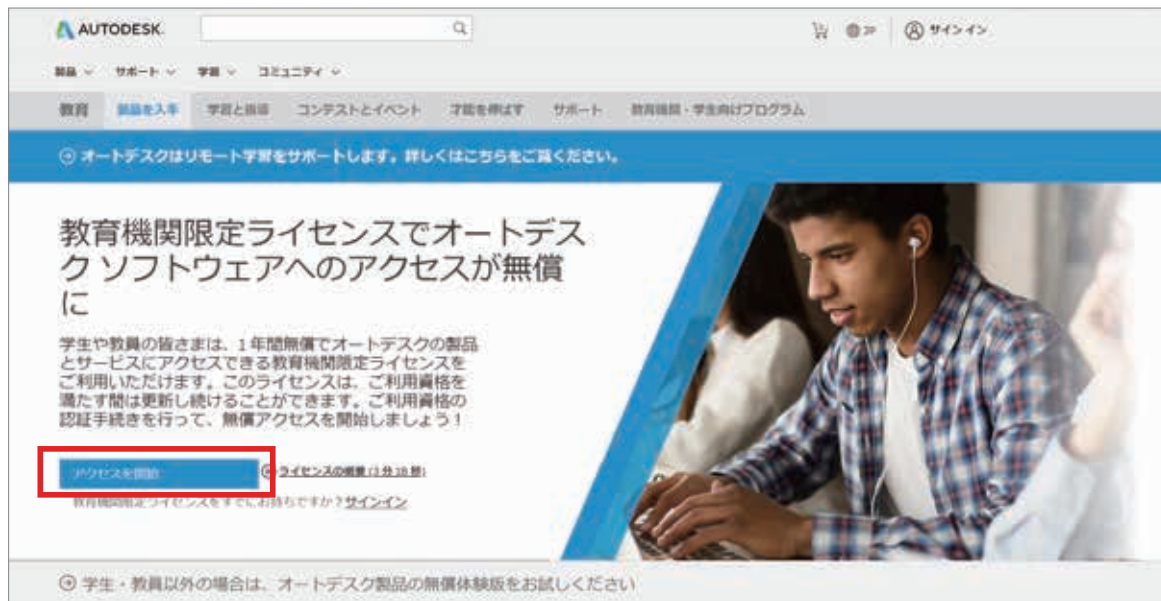 AUTODESK.
JP
サインイン
製品 サポート 学習 コミュニティ
教育 製品を入手 学習と指導 コンテストとイベント 才能を伸ばす サポート 教育機関・学生向けプログラム
オートデスクはリモート学習をサポートします。詳しくはこちらをご覧ください。
教育機関限定ライセンスでオートデス
ク ソフトウェアへのアクセスが無償
に
学生や教員の皆さまは、1 年間無償でオートデスクの製品
とサービスにアクセスできる教育機関限定ライセンスを
ご利用いただけます。このライセンスは、ご利用資格を
満たす間は更新し続けることができます。ご利用資格の
認証手続きを行って、無償アクセスを開始しましょう！
アクセスを開始
ライセンスの概要 (3 分 18 秒)
教育機関限定ライセンスをすでにお持ちですか？サインイン
学生・教員以外の場合は、オートデスク製品の無償体験版をお試しください